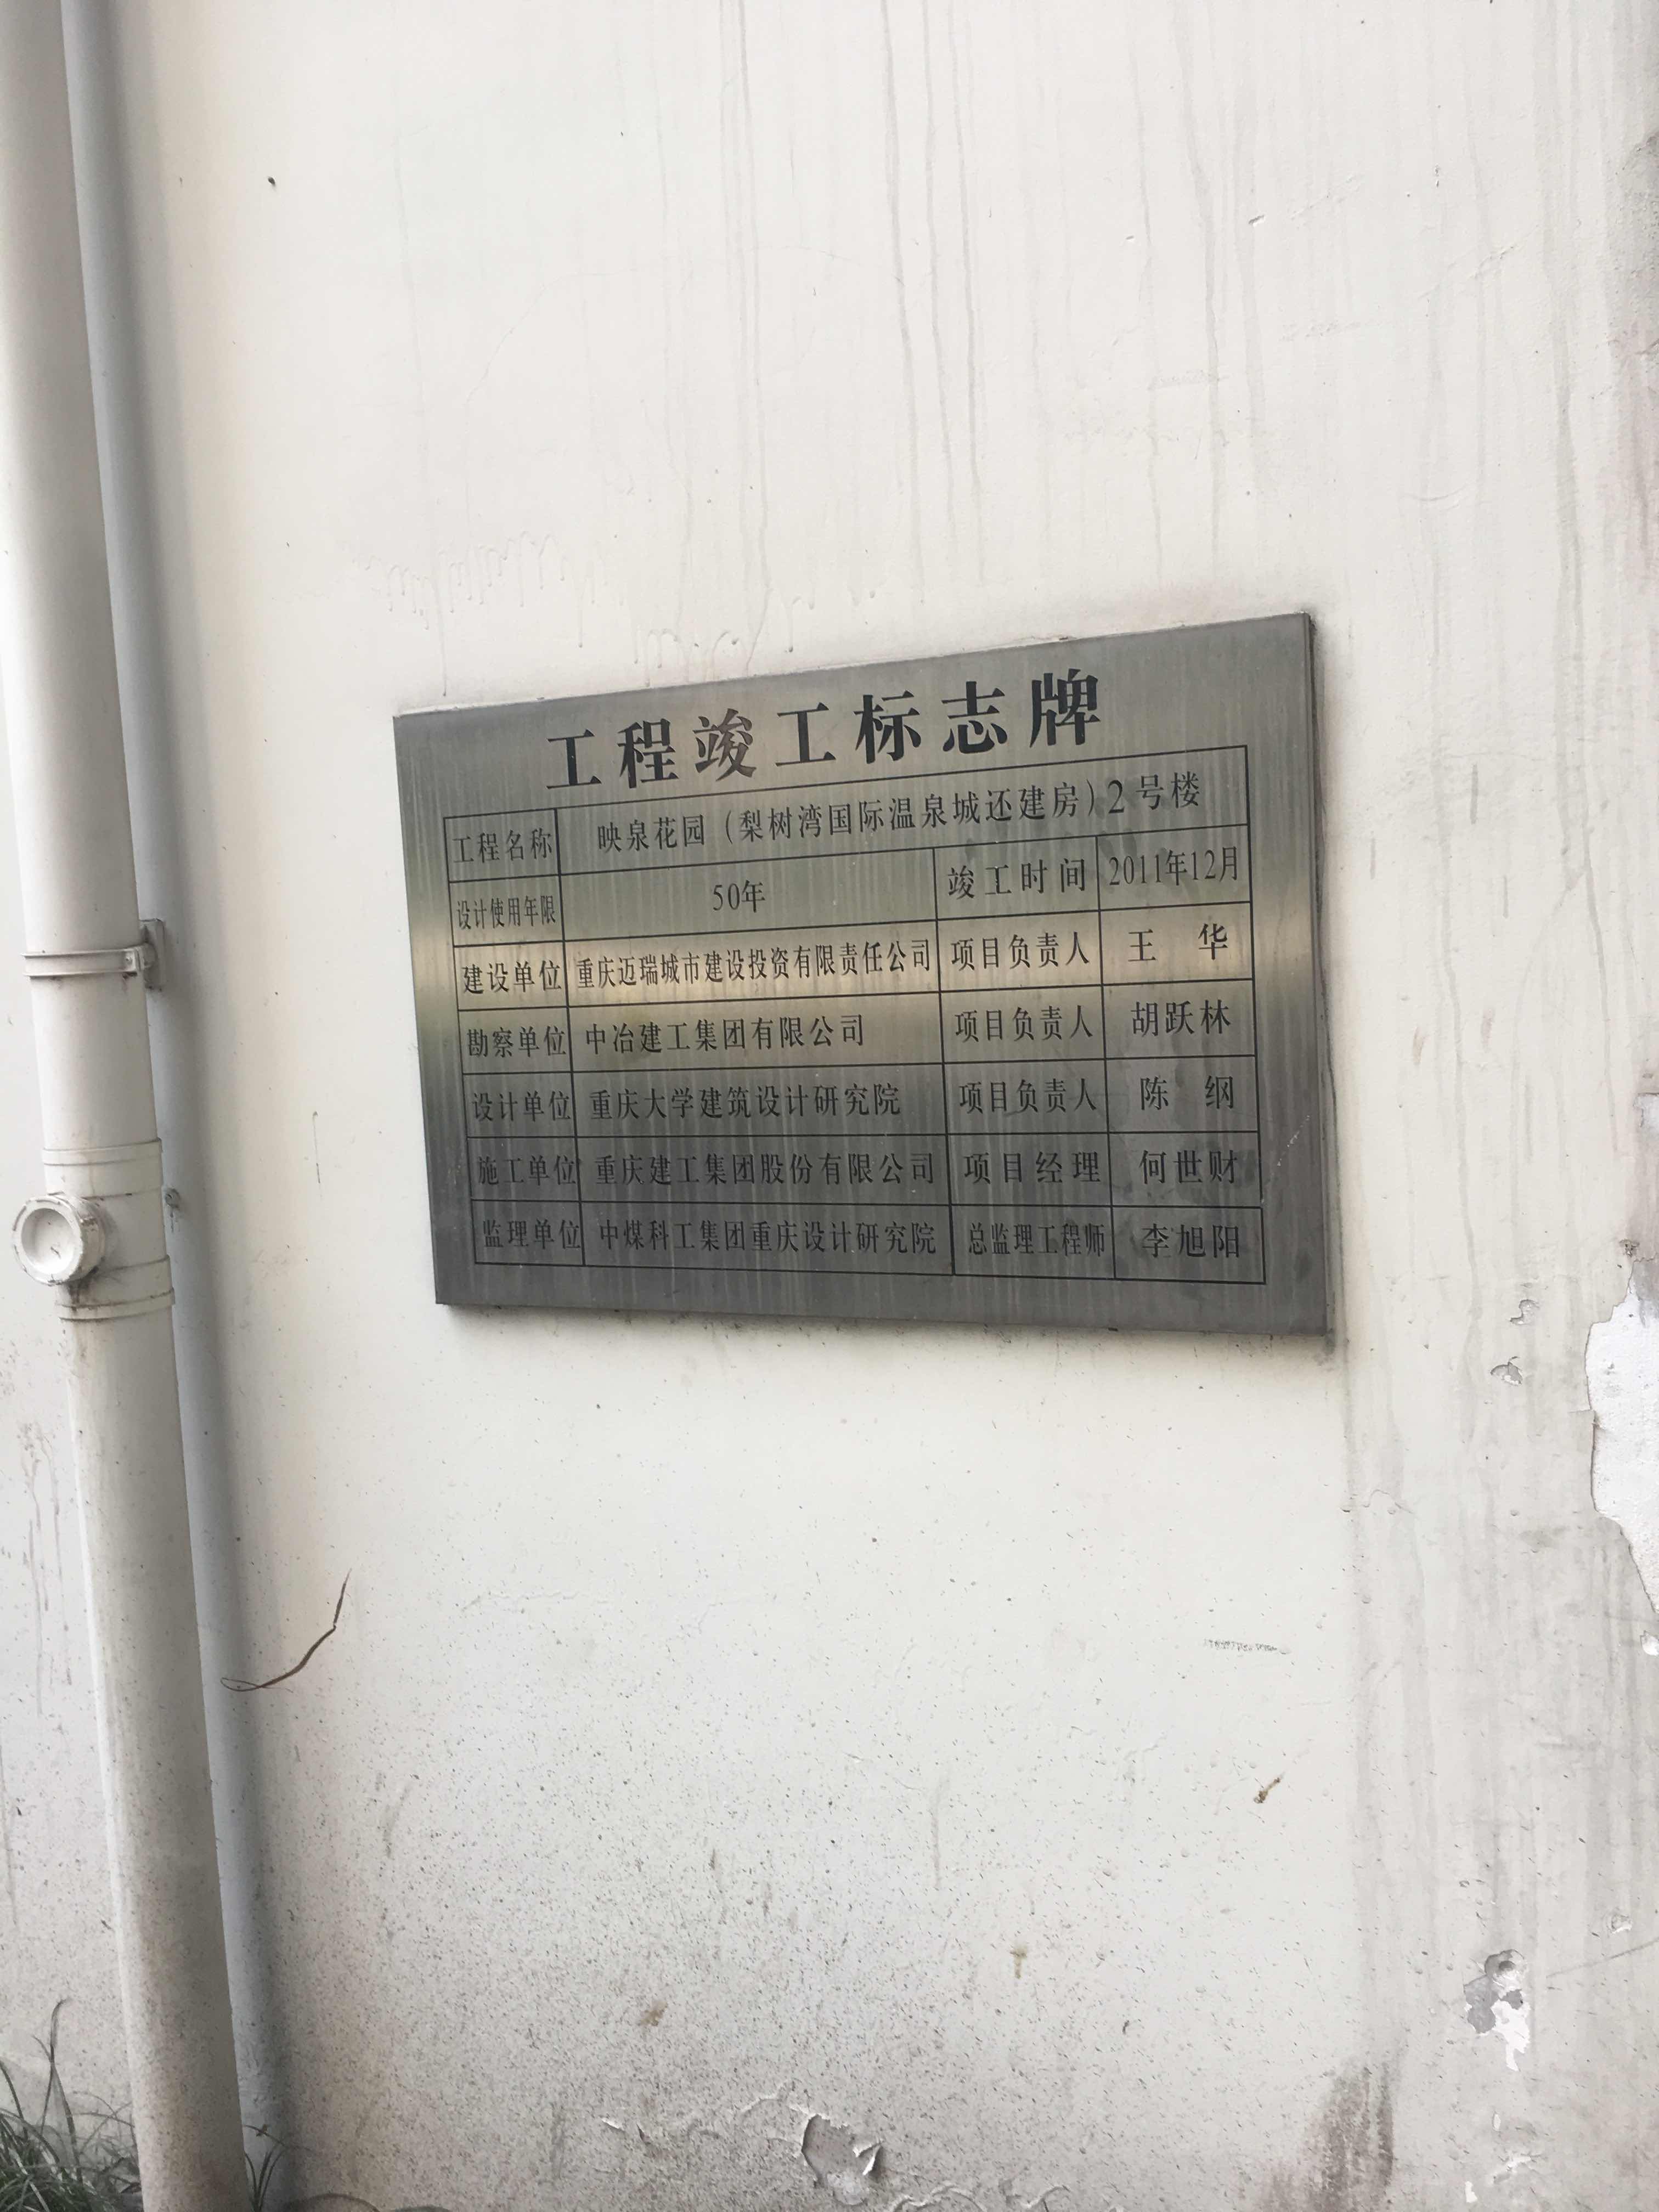 工程竣工标志牌
工程名称 映泉花园（梨树湾国际温泉城还建房）2号楼
设计使用年限 50年 竣工时间 2011年12月
建设单位 重庆迈瑞城市建设投资有限责任公司 项目负责人 王 华
勘察单位 中冶建工集团有限公司 项目负责人 胡跃林
设计单位 重庆大学建筑设计研究院 项目负责人 陈 纲
施工单位 重庆建工集团股份有限公司 项目经理 何世财
监理单位 中煤科工集团重庆设计研究院 总监理工程师 李旭阳